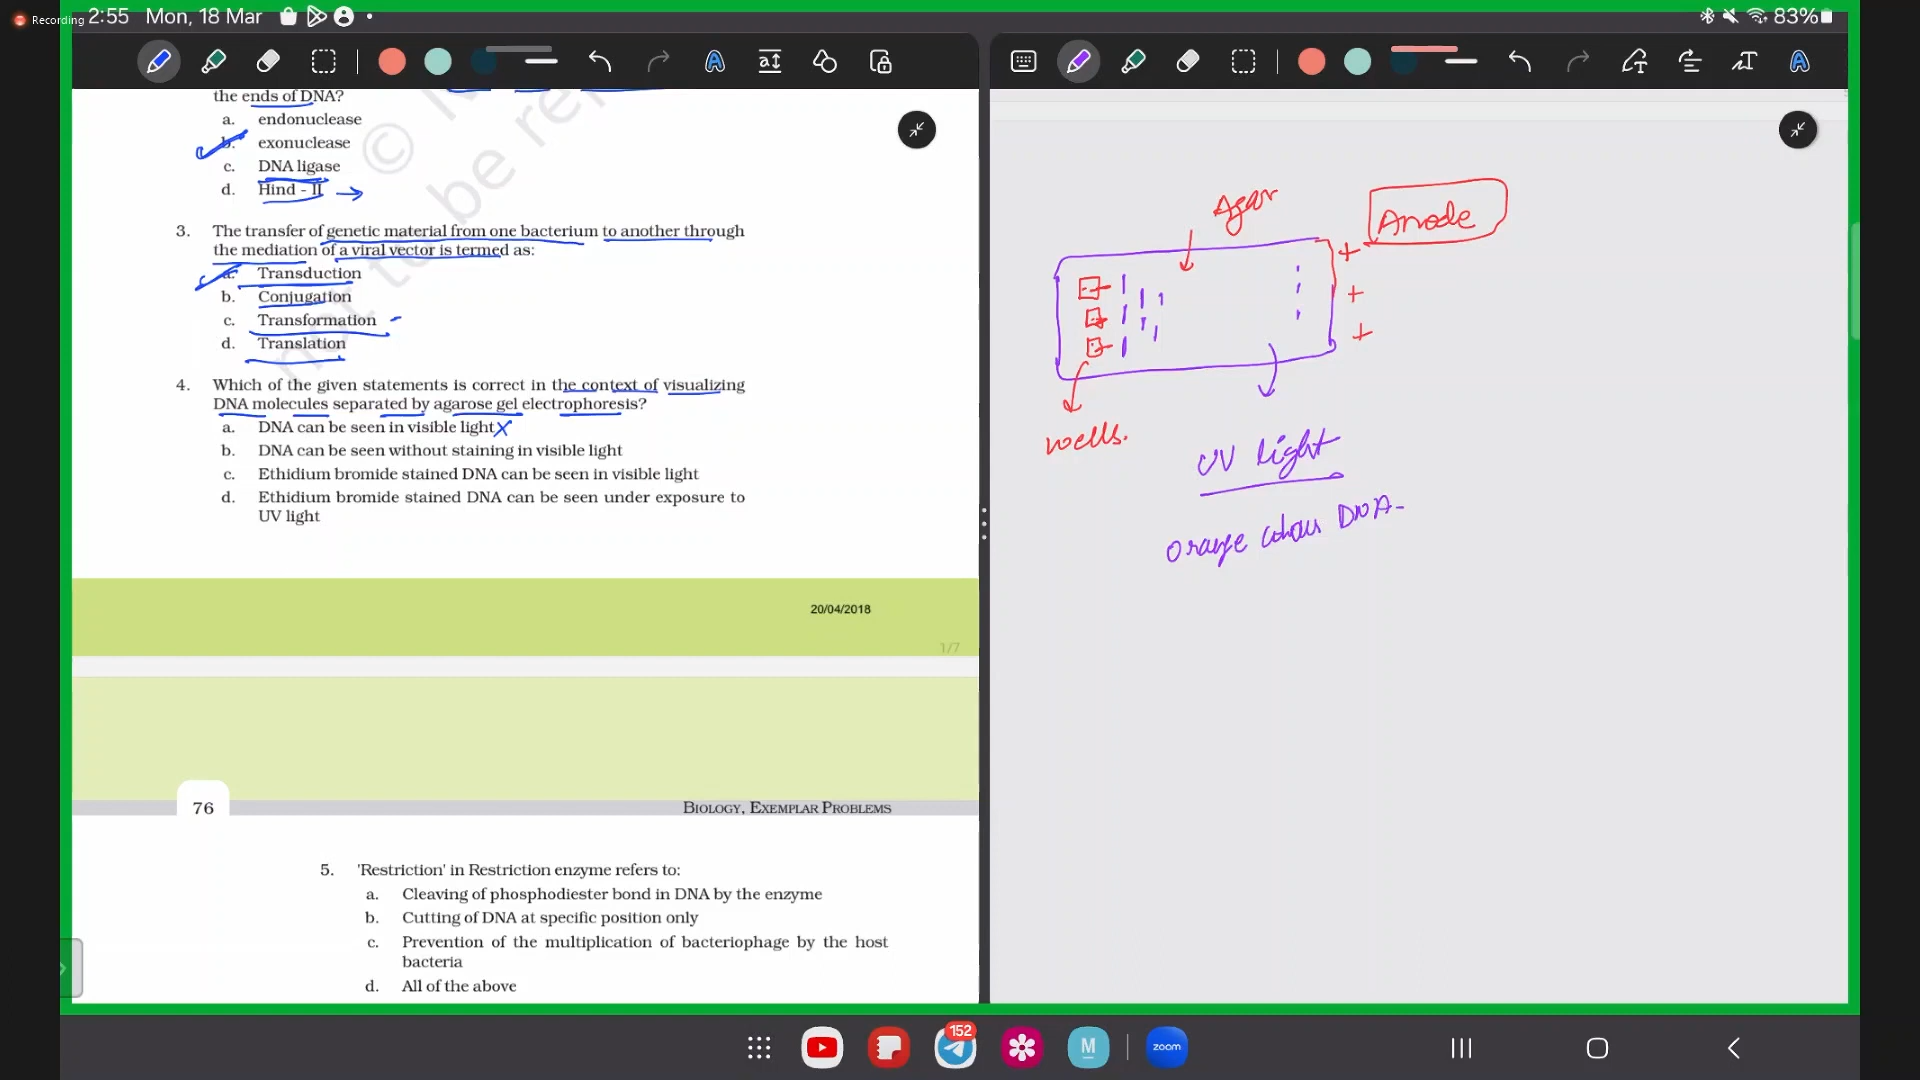 Recording 2:55 Mon, 18 Mar
83%
the ends of DNA?
a. endonuclease
b. exonuclease
c. DNA ligase
d. Hind - II →
3. The transfer of genetic material from one bacterium to another through
the mediation of a viral vector is termed as:
a. Transduction
b. Conjugation
c. Transformation
d. Translation
4. Which of the given statements is correct in the context of visualizing
DNA molecules separated by agarose gel electrophoresis?
a. DNA can be seen in visible light X
b. DNA can be seen without staining in visible light
c. Ethidium bromide stained DNA can be seen in visible light
d. Ethidium bromide stained DNA can be seen under exposure to
UV light
20/04/2018
1/7
76
BIOLOGY, EXEMPLAR PROBLEMS
5. 'Restriction' in Restriction enzyme refers to:
a. Cleaving of phosphodiester bond in DNA by the enzyme
b. Cutting of DNA at specific position only
c. Prevention of the multiplication of bacteriophage by the host
bacteria
d. All of the above
Agar
Anode
+
+
+
wells.
UV light
orange colour DNA-
152
M
zoom